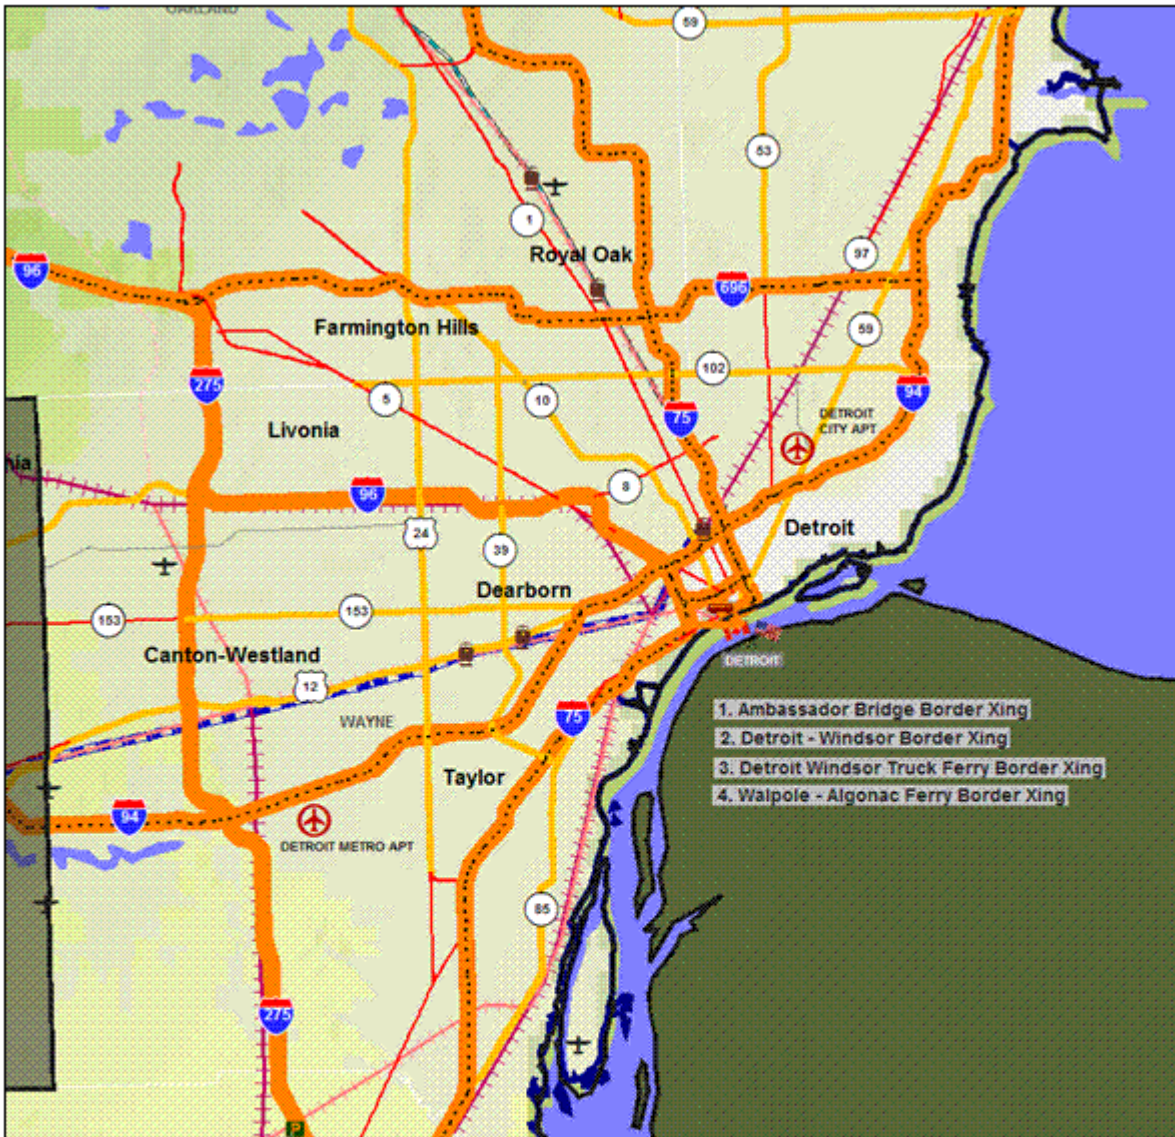 OAKLAND
59
53
1
97
Royal Oak
96
696
Farmington Hills
59
102
275
5
10
94
75
DETROIT
CITY APT
Livonia
8
96
24
39
Detroit
Dearborn
153
153
Canton-Westland
12
DETROIT
WAYNE
75
1. Ambassador Bridge Border Xing
2. Detroit - Windsor Border Xing
3. Detroit Windsor Truck Ferry Border Xing
4. Walpole - Algonac Ferry Border Xing
Taylor
94
DETROIT METRO APT
85
275
P